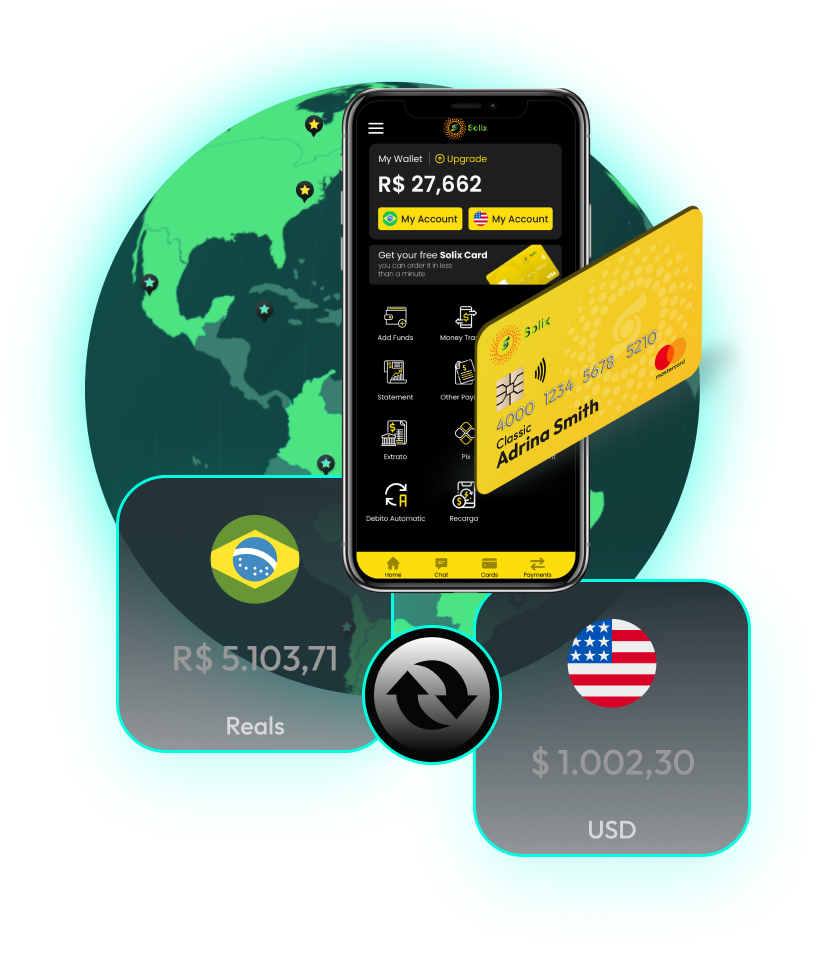 Solix
My Wallet
Upgrade
R$ 27,662
My Account
My Account
Get your free Solix Card
you can order it in less
than a minute
VISA
Add Funds
Money Tra
Statement
Other Pay
Extrato
Pix
Debito Automatic
Recarga
Home
Chat
Cards
Payments
Solix
4000 1234 5678 5210
Classic
Adrina Smith
mastercard
R$ 5.103,71
Reals
$ 1.002,30
USD